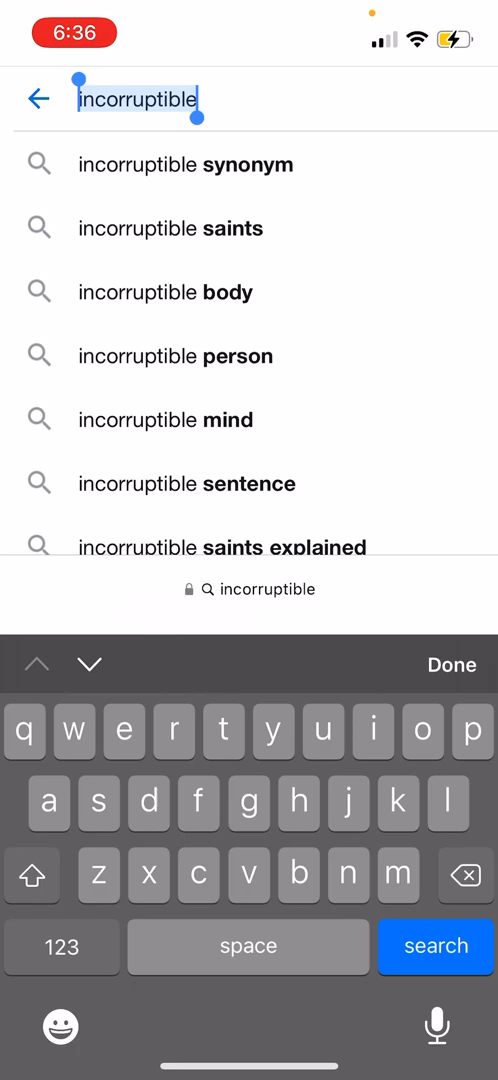 6:36
incorruptible
incorruptible synonym
incorruptible saints
incorruptible body
incorruptible person
incorruptible mind
incorruptible sentence
incorruptible saints explained
incorruptible
Done
q w e r t y u i o p
a s d f g h j k l
z x c v b n m
123 space search